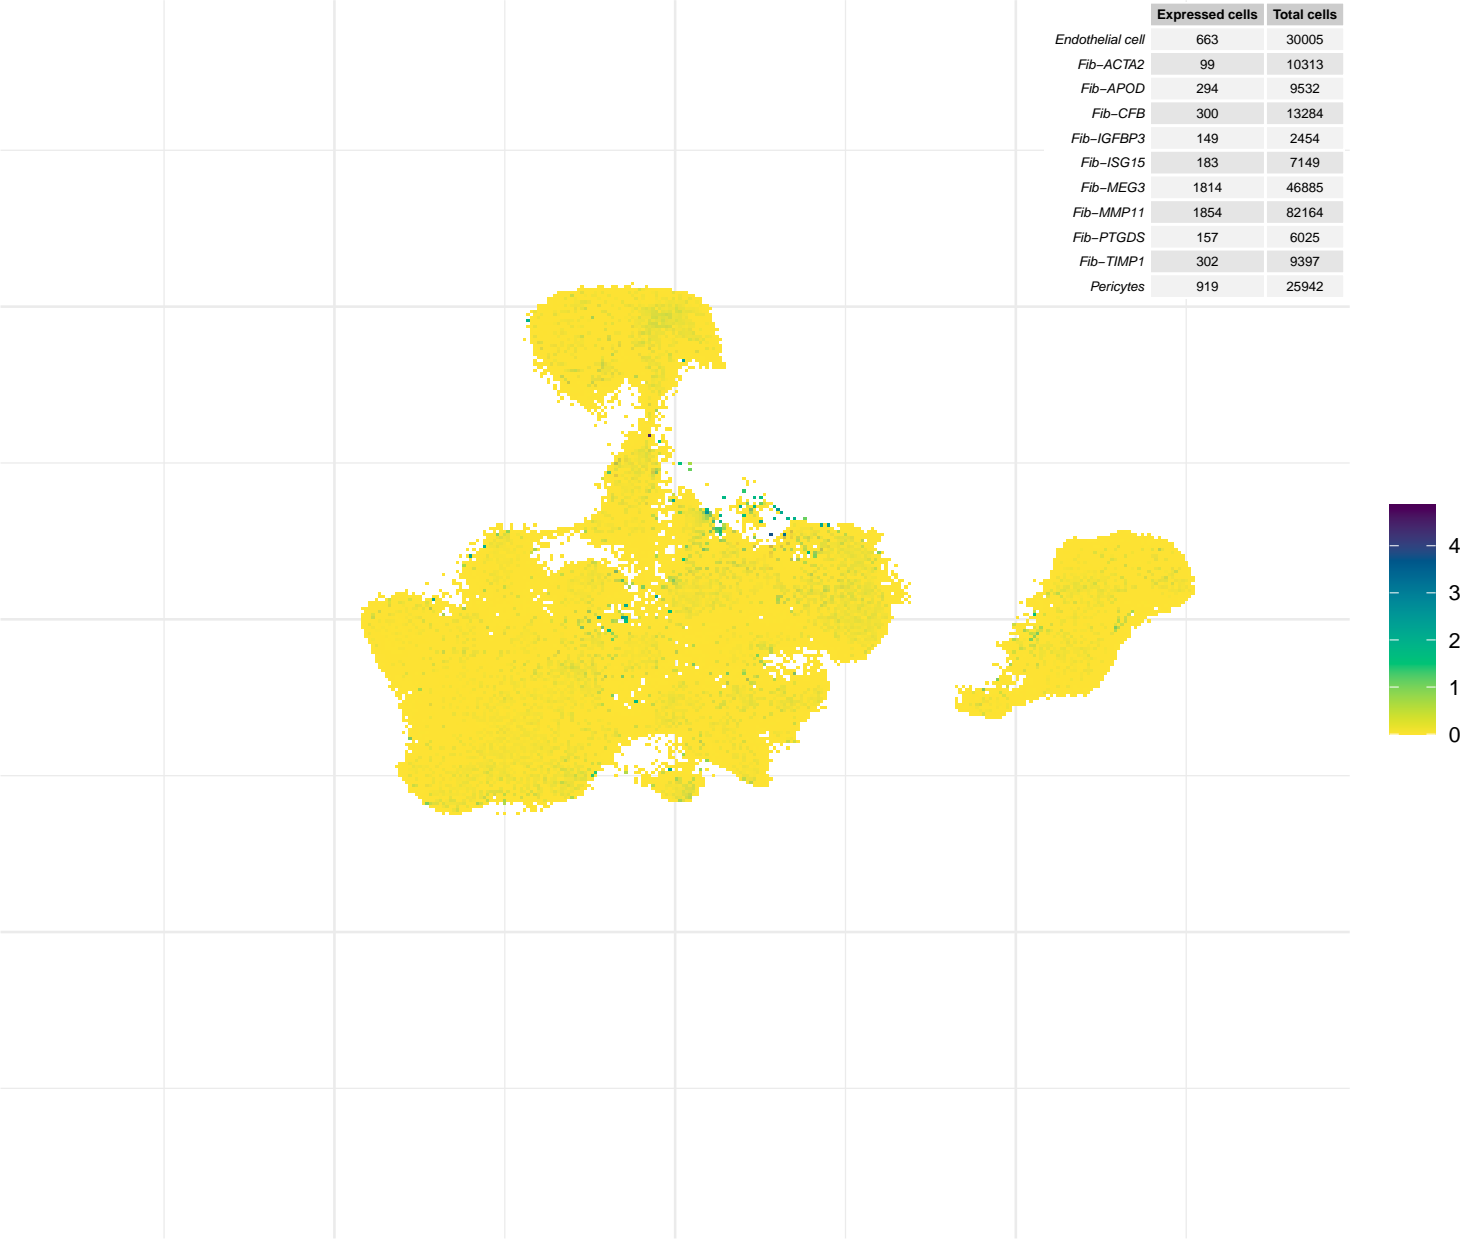 Expressed cells Total cells
Endothelial cell 663 30005
Fib−ACTA2 99 10313
Fib−APOD 294 9532
Fib−CFB 300 13284
Fib−IGFBP3 149 2454
Fib−ISG15 183 7149
Fib−MEG3 1814 46885
Fib−MMP11 1854 82164
Fib−PTGDS 157 6025
Fib−TIMP1 302 9397
Pericytes 919 25942
4
3
2
1
0